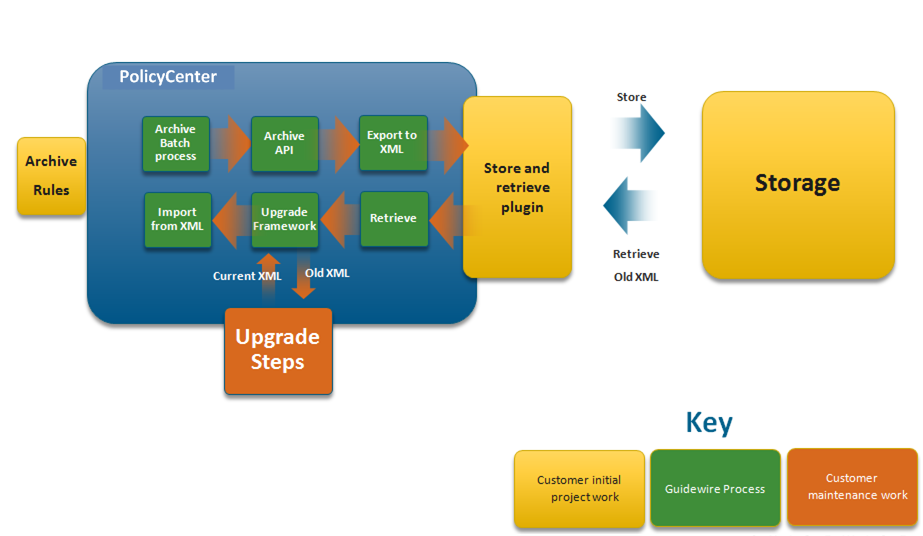 PolicyCenter
Store
Archive
Batch
process
Archive
API
Export to
XML
Archive
Rules
Store and
retrieve
plugin
Storage
Import
from XML
Upgrade
Framework
Retrieve
Retrieve
Old XML
Current XML
Old XML
Upgrade
Steps
Key
Customer initial
project work
Guidewire Process
Customer
maintenance work